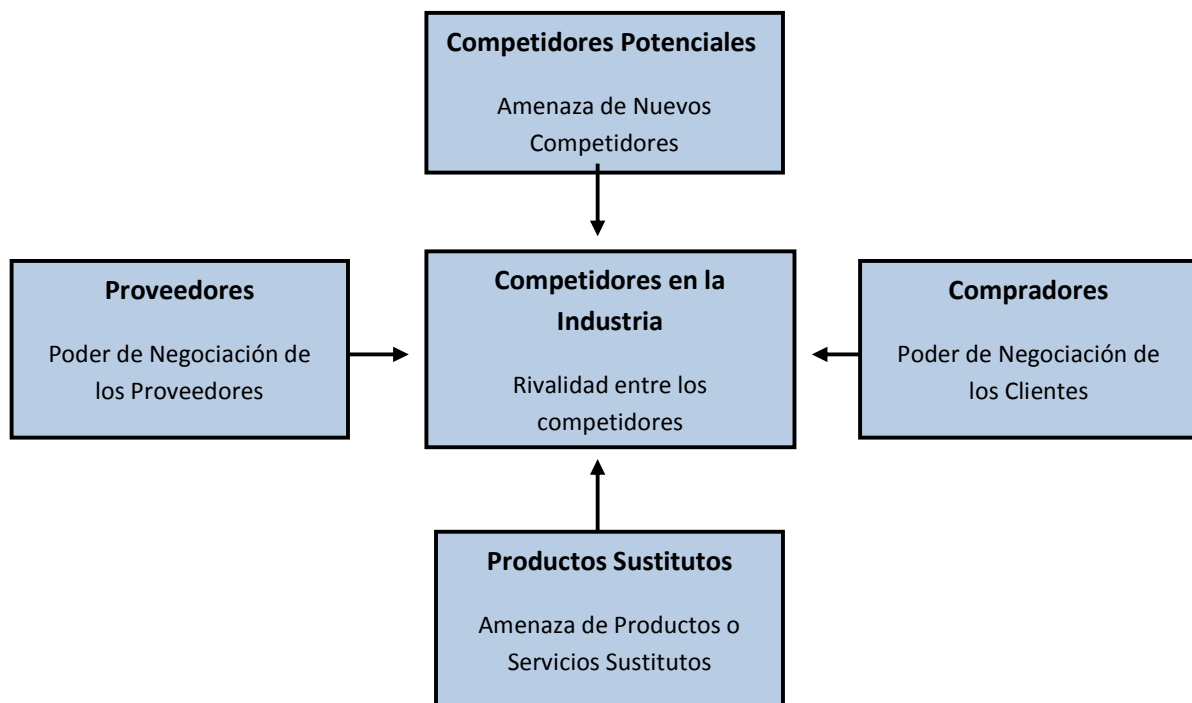 Competidores Potenciales
Amenaza de Nuevos
Competidores
Proveedores
Poder de Negociación de
los Proveedores
Competidores en la
Industria
Rivalidad entre los
competidores
Compradores
Poder de Negociación de
los Clientes
Productos Sustitutos
Amenaza de Productos o
Servicios Sustitutos